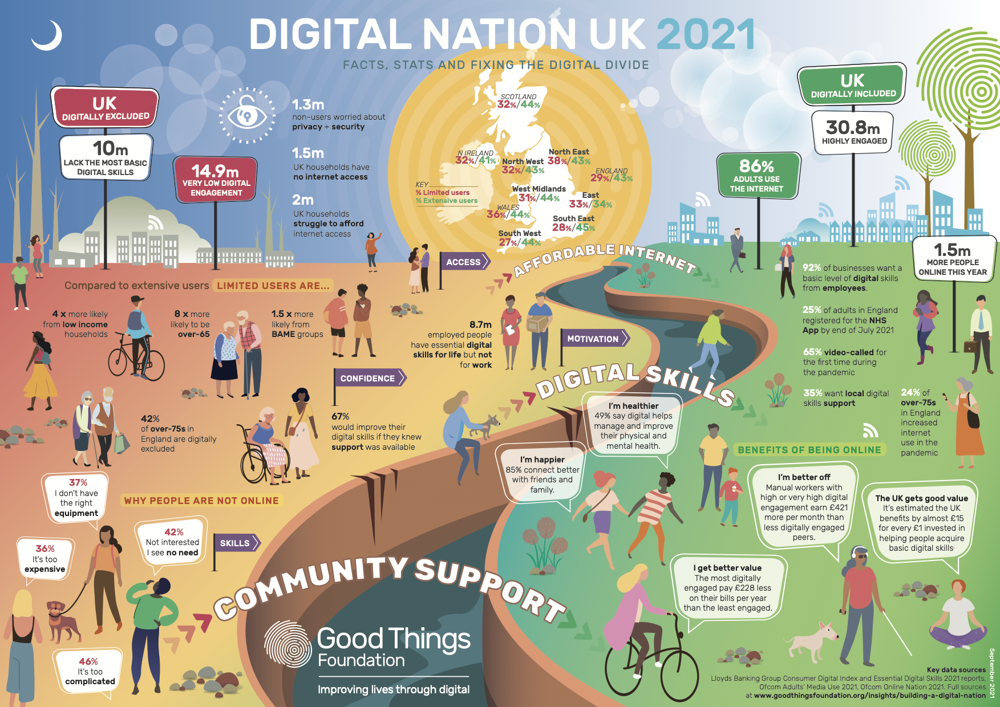 DIGITAL NATION UK 2021
FACTS, STATS AND FIXING THE DIGITAL DIVIDE
UK
DIGITALLY EXCLUDED
10m
LACK THE MOST BASIC
DIGITAL SKILLS
14.9m
VERY LOW DIGITAL
ENGAGEMENT
1.3m
non-users worried about
privacy + security
1.5m
UK households have
no internet access
2m
UK households
struggle to afford
internet access
SCOTLAND
32%/44%
N IRELAND
32%/41%
North West
32%/43%
North East
38%/43%
ENGLAND
29%/43%
KEY
% Limited users
% Extensive users
West Midlands
31%/44%
East
33%/34%
WALES
36%/44%
South East
28%/45%
South West
27%/44%
UK
DIGITALLY INCLUDED
30.8m
HIGHLY ENGAGED
86%
ADULTS USE
THE INTERNET
1.5m
MORE PEOPLE
ONLINE THIS YEAR
ACCESS
AFFORDABLE INTERNET
Compared to extensive users LIMITED USERS ARE...
4 x more likely
from low income
households
8 x more
likely to be
over-65
1.5 x more
likely from
BAME groups
8.7m
employed people
have essential digital
skills for life but not
for work
MOTIVATION
DIGITAL SKILLS
CONFIDENCE
42%
of over-75s in
England are digitally
excluded
67%
would improve their
digital skills if they knew
support was available
92% of businesses want a
basic level of digital skills
from employees.
25% of adults in England
registered for the NHS
App by end of July 2021
65% video-called for
the first time during
the pandemic
35% want local digital
skills support
24% of
over-75s
in England
increased
internet
use in the
pandemic
I'm healthier
49% say digital helps
manage and improve
their physical and
mental health.
I'm happier
85% connect better
with friends and
family.
BENEFITS OF BEING ONLINE
I'm better off
Manual workers with
high or very high digital
engagement earn £421
more per month than
less digitally engaged
peers.
The UK gets good value
It's estimated the UK
benefits by almost £15
for every £1 invested in
helping people acquire
basic digital skills.
I get better value
The most digitally
engaged pay £228 less
on their bills per year
than the least engaged.
WHY PEOPLE ARE NOT ONLINE
37%
I don't have
the right
equipment
42%
Not interested
I see no need
36%
It's too
expensive
46%
It's too
complicated
SKILLS
COMMUNITY SUPPORT
Good Things
Foundation
Improving lives through digital
Key data sources
Lloyds Banking Group Consumer Digital Index and Essential Digital Skills 2021 reports,
Ofcom Adults' Media Use 2021, Ofcom Online Nation 2021. Full sources
at www.goodthingsfoundation.org/insights/building-a-digital-nation
September 2021